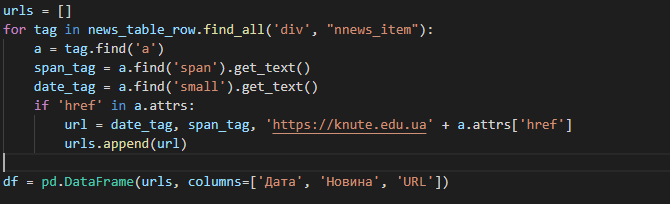 urls = []
for tag in news_table_row.find_all('div', "nnews_item"):
    a = tag.find('a')
    span_tag = a.find('span').get_text()
    date_tag = a.find('small').get_text()
    if 'href' in a.attrs:
        url = date_tag, span_tag, 'https://knute.edu.ua' + a.attrs['href']
        urls.append(url)
df = pd.DataFrame(urls, columns=['Дата', 'Новина', 'URL'])